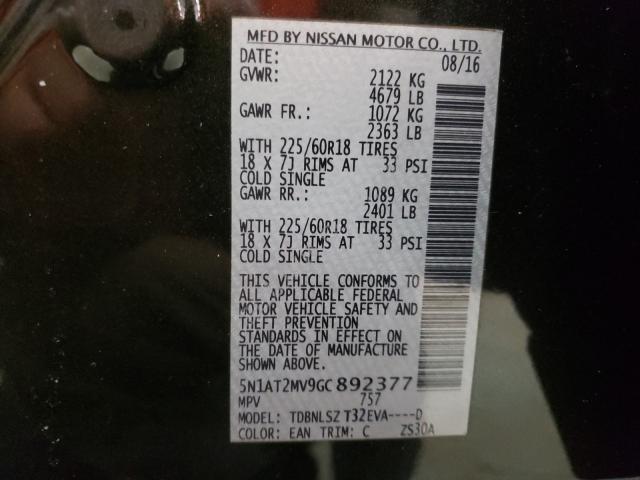 MFD BY NISSAN MOTOR CO., LTD.
DATE: 08/16
GVWR: 2122 KG
4679 LB
GAWR FR.: 1072 KG
2363 LB
WITH 225/60R18 TIRES
18 X 7J RIMS AT 33 PSI
COLD SINGLE
GAWR RR.: 1089 KG
2401 LB
WITH 225/60R18 TIRES
18 X 7J RIMS AT 33 PSI
COLD SINGLE
THIS VEHICLE CONFORMS TO
ALL APPLICABLE FEDERAL
MOTOR VEHICLE SAFETY AND
THEFT PREVENTION
STANDARDS IN EFFECT ON
THE DATE OF MANUFACTURE
SHOWN ABOVE.
5N1AT2MV9GC892377
MPV 757
MODEL: TDBNLSZ T32EVA----D
COLOR: EAN TRIM: C ZS30A